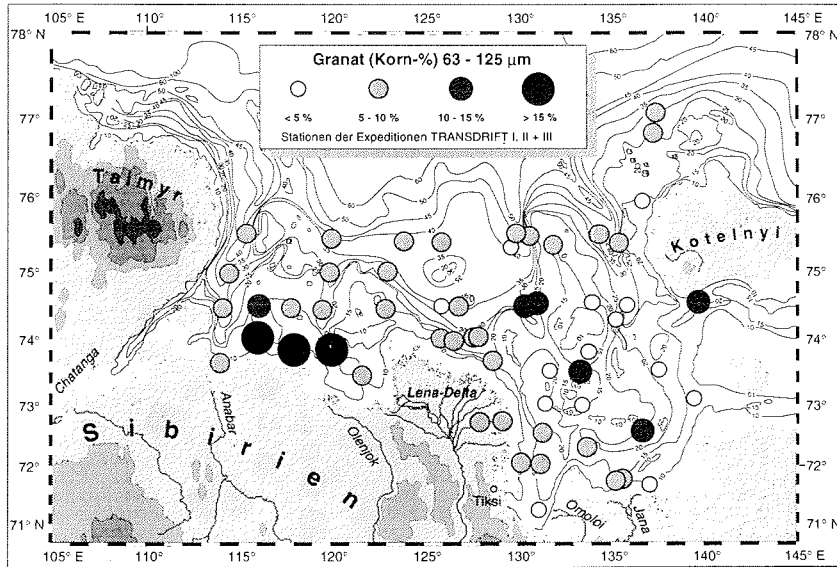 105° E 110° E 115° E 120° E 125° E 130° E 135° E 140° E 145° E
78° N 78° N
Granat (Korn-%) 63 - 125 µm
< 5 % 5 - 10 % 10 - 15 % > 15 %
Stationen der Expeditionen TRANSDRIFT I, II + III
77° 77°
Taimyr
76° 76°
Kotelnyi
75° 75°
74° 74°
Chatanga
Lena-Delta
73° 73°
Anabar
Olenjok
Sibirien
72° 72°
Tiksi
Omoloi
Jana
71° N 71° N
105° E 110° E 115° E 120° E 125° E 130° E 135° E 140° E 145° E